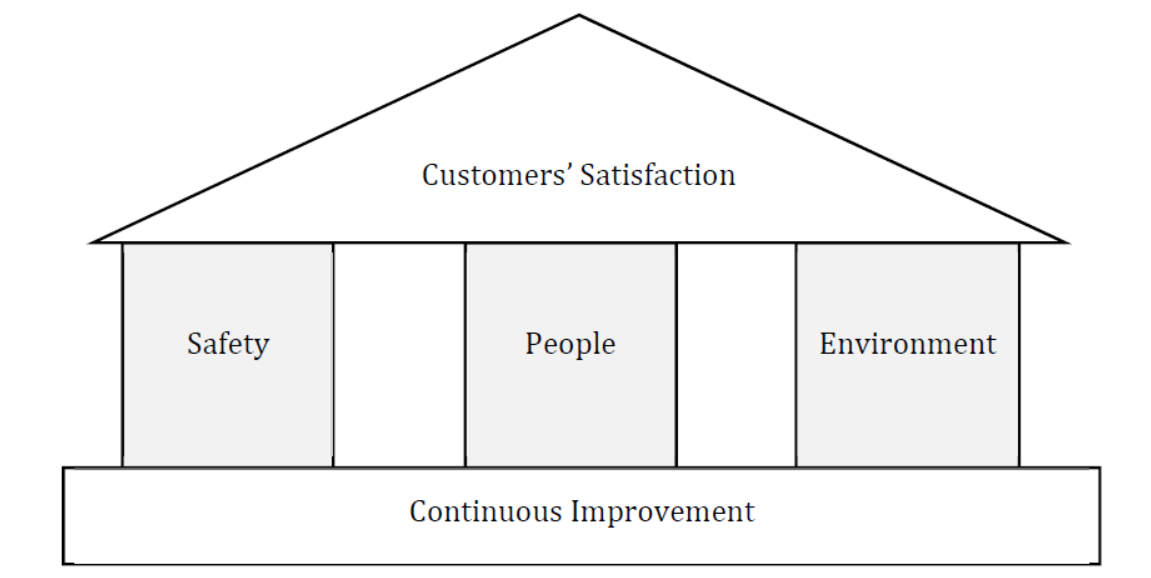 Customers’ Satisfaction
Safety
People
Environment
Continuous Improvement